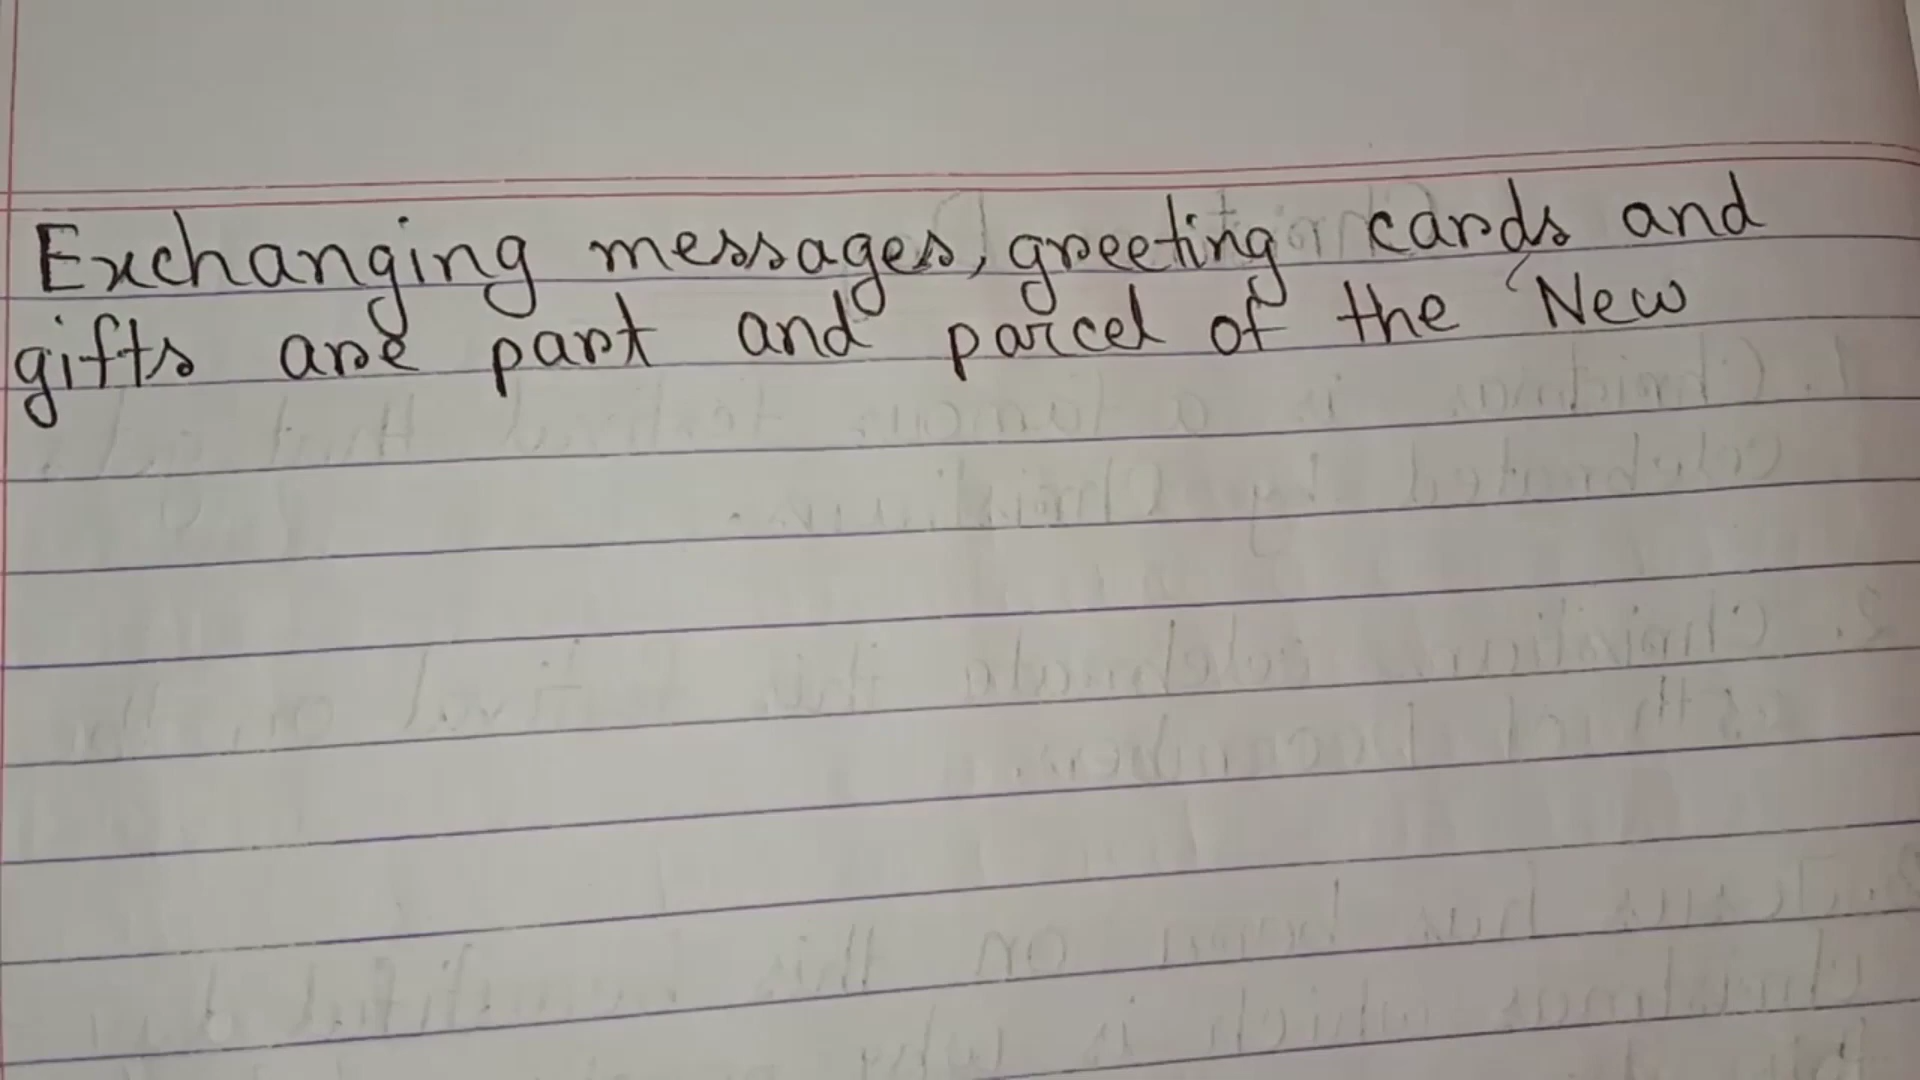 Exchanging messages, greeting cards and
gifts are part and parcel of the New